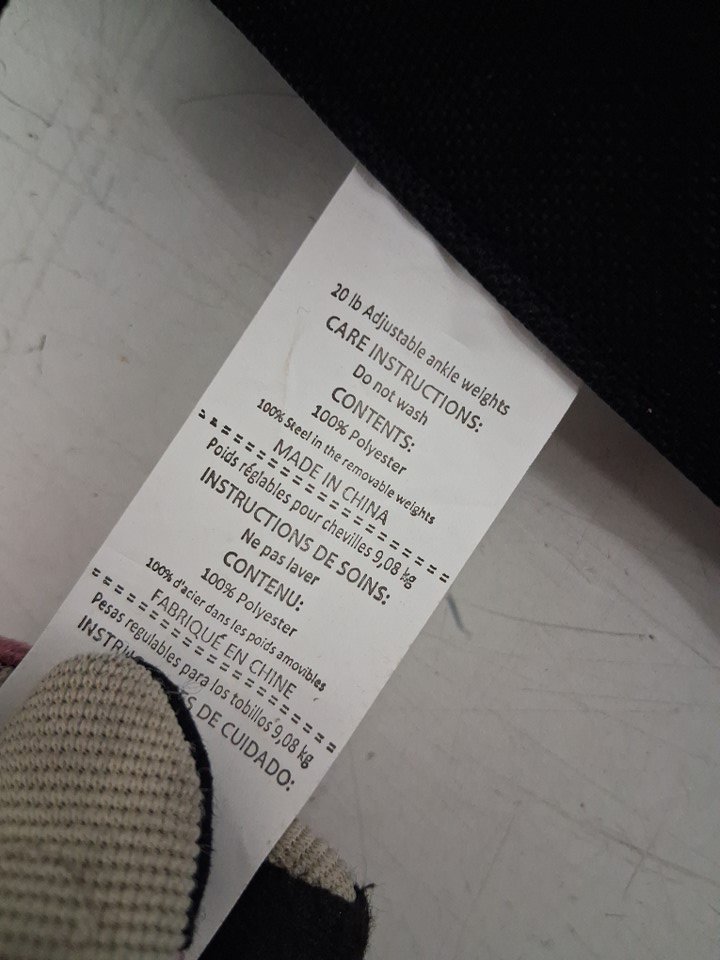 20 lb Adjustable ankle weights
CARE INSTRUCTIONS:
Do not wash
CONTENTS:
100% Polyester
100% Steel in the removable weights
MADE IN CHINA
====================
Poids réglables pour chevilles 9,08 kg
INSTRUCTIONS DE SOINS:
Ne pas laver
CONTENU:
100% Polyester
100% d'acier dans les poids amovibles
FABRIQUÉ EN CHINE
====================
Pesas regulables para los tobillos 9,08 kg
DE CUIDADO: